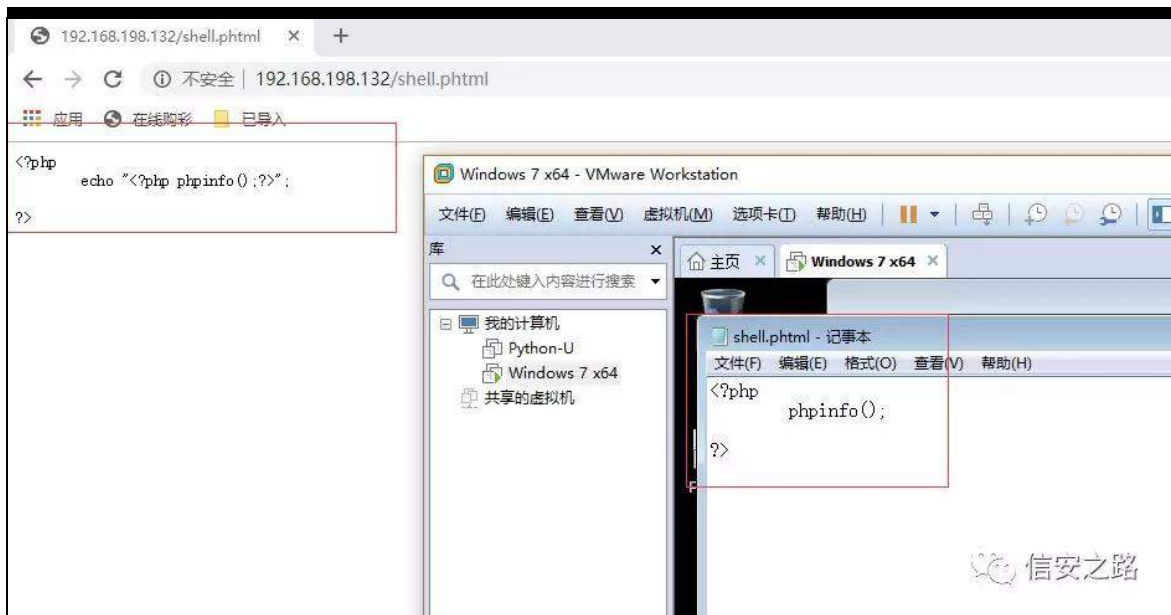 192.168.198.132/shell.phtml
不安全 | 192.168.198.132/shell.phtml
应用 在线购彩 已导入
<?php
echo "<?php phpinfo();?>";
?>
Windows 7 x64 - VMware Workstation
文件(F) 编辑(E) 查看(V) 虚拟机(M) 选项卡(T) 帮助(H)
库
在此处键入内容进行搜索
我的计算机
Python-U
Windows 7 x64
共享的虚拟机
主页 Windows 7 x64
shell.phtml - 记事本
文件(F) 编辑(E) 格式(O) 查看(V) 帮助(H)
<?php
phpinfo();
?>
信安之路